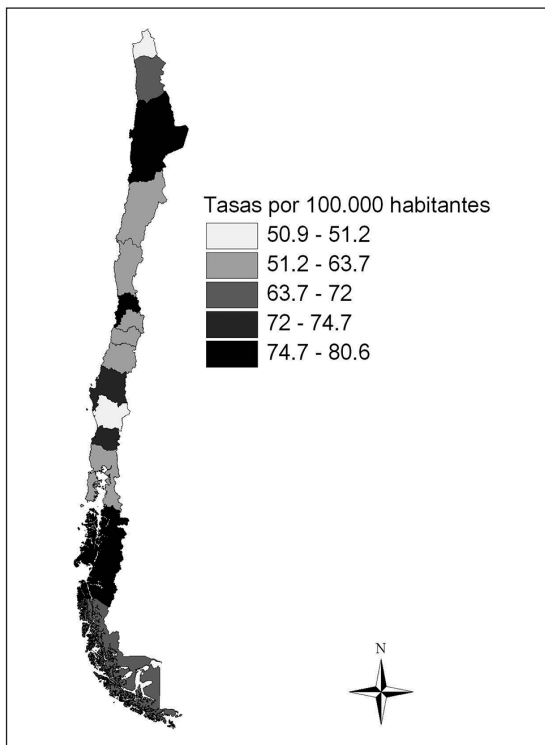 Tasas por 100.000 habitantes
50.9 - 51.2
51.2 - 63.7
63.7 - 72
72 - 74.7
74.7 - 80.6
N